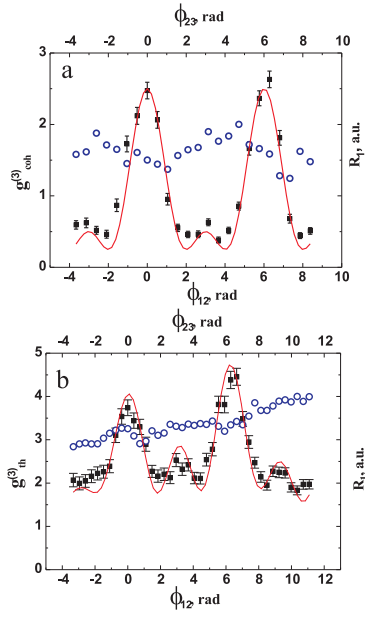 ϕ23, rad
-4 -2 0 2 4 6 8 10
a
3
2
1
0
g(3)coh
R1, a.u.
-4 -2 0 2 4 6 8 10
ϕ12, rad
ϕ23, rad
-4 -2 0 2 4 6 8 10 12
b
5
4
3
2
1
0
g(3)th
R1, a.u.
-4 -2 0 2 4 6 8 10 12
ϕ12, rad